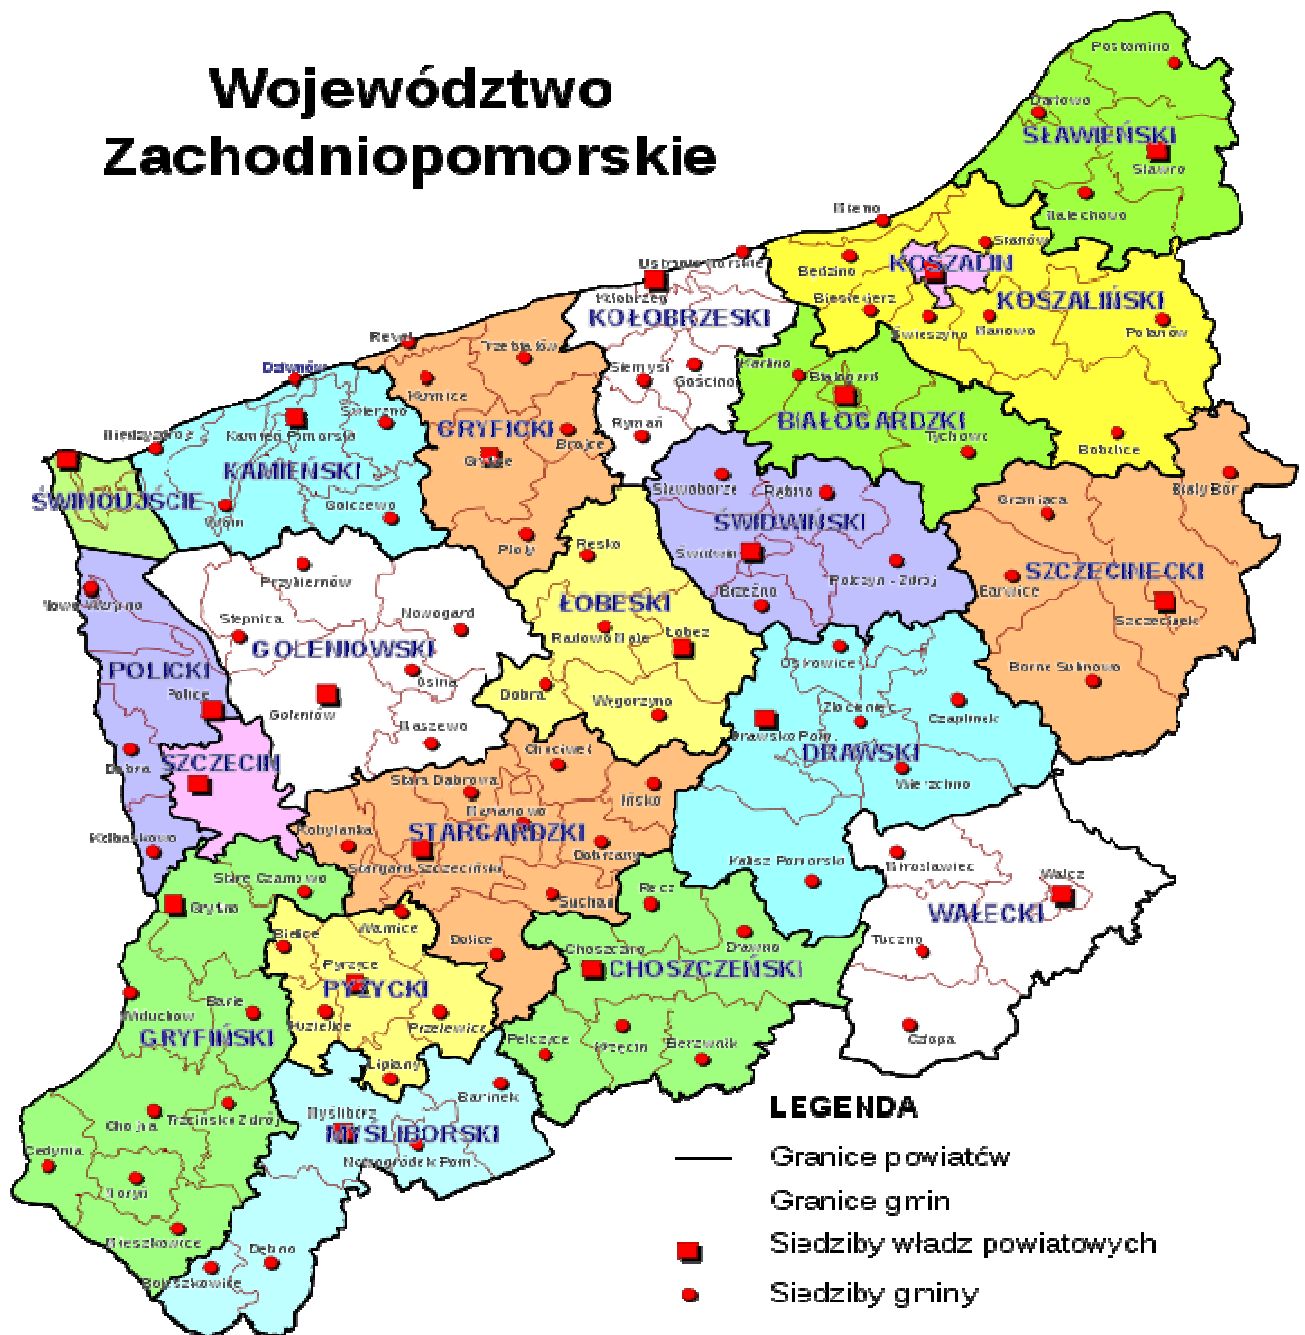 Województwo
Zachodniopomorskie
Postomino
Darłowo
SŁAWIEŃSKI
Sławno
Malechowo
Mielno
Sianów
KOSZALIN
Będzino
KOSZALIŃSKI
Biesiekierz
Świeszyno
Manowo
Polanów
Bobolice
Ustronie Morskie
Kołobrzeg
KOŁOBRZESKI
Siemyśl
Gościno
Rymań
Karlino
Białogard
BIAŁOGARDZKI
Tychowo
Rewal
Trzebiatów
Karnice
GRYFICKI
Brojce
Gryfice
Płoty
Dziwnów
Świerzno
Kamień Pomorski
Międzyzdroje
KAMIEŃSKI
Wolin
Golczewo
ŚWINOUJŚCIE
Sławoborze
Rąbino
ŚWIDWIŃSKI
Świdwin
Połczyn - Zdrój
Brzeżno
Biały Bór
Grzmiąca
SZCZECINECKI
Barwice
Szczecinek
Borne Sulinowo
Resko
ŁOBESKI
Radowo Małe
Łobez
Dobra
Węgorzyno
Przybiernów
Stepnica
Nowogard
GOLENIOWSKI
Osina
Goleniów
Maszewo
Nowe Warpno
POLICKI
Police
Dobra
Kołbaskowo
SZCZECIN
Ostrowice
Złocieniec
Czaplinek
Drawsko Pom.
DRAWSKI
Wierzchno
Kalisz Pomorski
Chociwel
Stara Dąbrowa
Ińsko
Marianowo
Kobylanka
STARGARDZKI
Dobrzany
Stargard Szczeciński
Suchań
Dolice
Mirosławiec
Wałcz
WAŁECKI
Tuczno
Człopa
Recz
Drawno
Choszczno
CHOSZCZEŃSKI
Pełczyce
Krzęcin
Bierzwnik
Stare Czarnowo
Gryfino
Widuchow
Banie
GRYFIŃSKI
Chojna
Trzcińsko Zdrój
Cedynia
Moryń
Mieszkowice
Warnice
Bielice
Pyrzyce
PYRZYCKI
Kozielice
Przelewice
Lipiany
Barlinek
Myślibórz
MYŚLIBORSKI
Nowogródek Pom.
Dębno
Boleszkowice
LEGENDA
Granice powiatów
Granice gmin
Siedziby władz powiatowych
Siedziby gminy